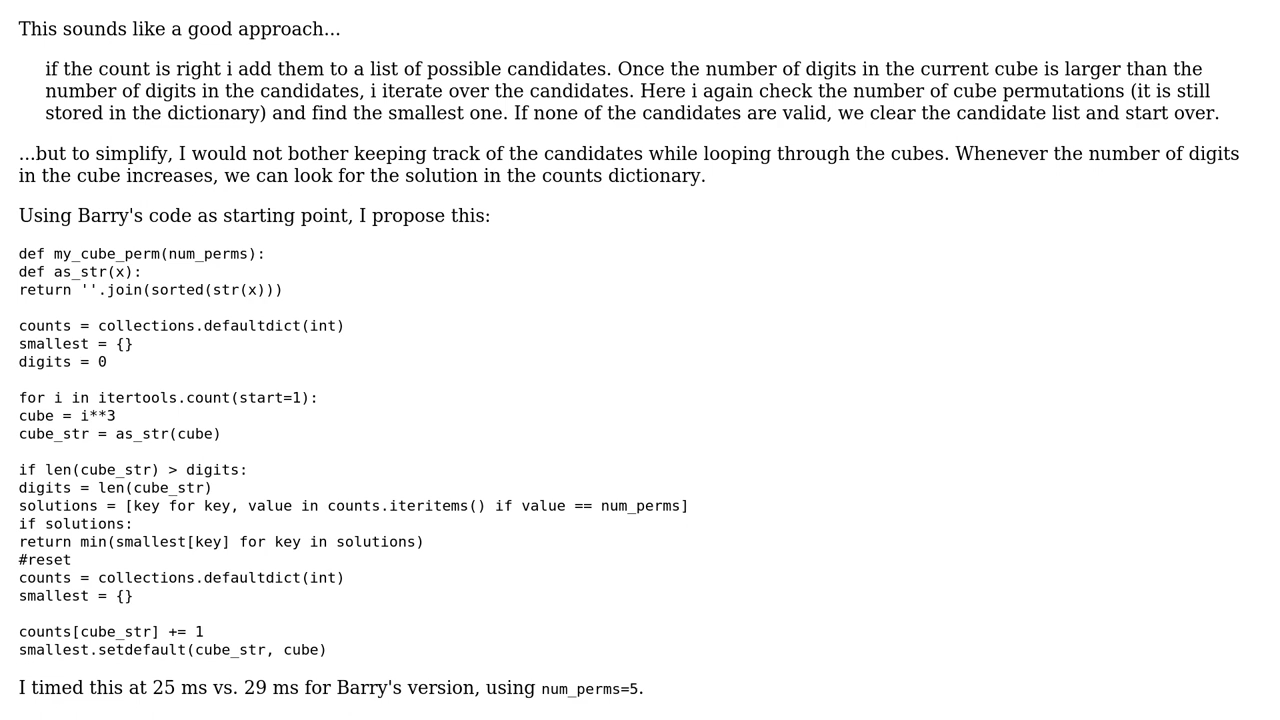 This sounds like a good approach...
if the count is right i add them to a list of possible candidates. Once the number of digits in the current cube is larger than the
number of digits in the candidates, i iterate over the candidates. Here i again check the number of cube permutations (it is still
stored in the dictionary) and find the smallest one. If none of the candidates are valid, we clear the candidate list and start over.
...but to simplify, I would not bother keeping track of the candidates while looping through the cubes. Whenever the number of digits
in the cube increases, we can look for the solution in the counts dictionary.
Using Barry's code as starting point, I propose this:
def my_cube_perm(num_perms):
def as_str(x):
return ''.join(sorted(str(x)))
counts = collections.defaultdict(int)
smallest = {}
digits = 0
for i in itertools.count(start=1):
cube = i**3
cube_str = as_str(cube)
if len(cube_str) > digits:
digits = len(cube_str)
solutions = [key for key, value in counts.iteritems() if value == num_perms]
if solutions:
return min(smallest[key] for key in solutions)
#reset
counts = collections.defaultdict(int)
smallest = {}
counts[cube_str] += 1
smallest.setdefault(cube_str, cube)
I timed this at 25 ms vs. 29 ms for Barry's version, using num_perms=5.